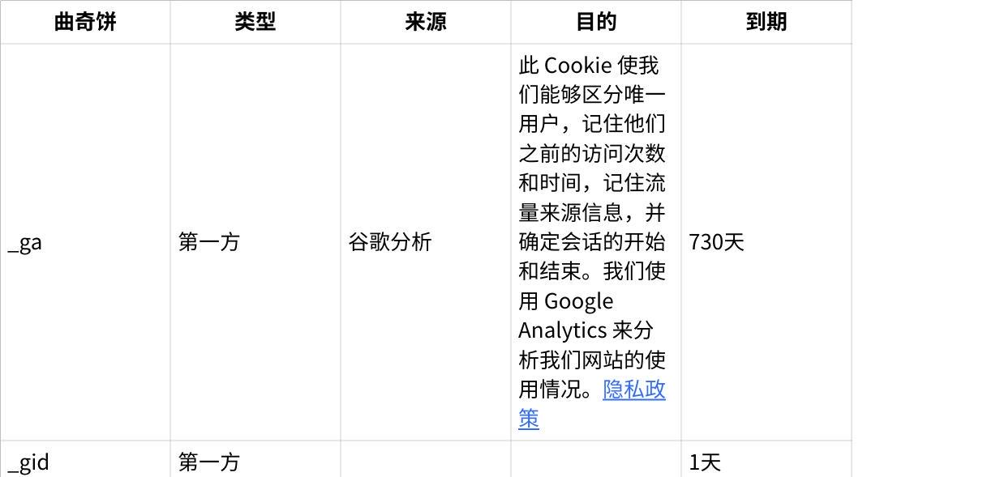 曲奇饼 类型 来源 目的 到期
_ga 第一方 谷歌分析 此 Cookie 使我
们能够区分唯一
用户，记住他们
之前的访问次数
和时间，记住流
量来源信息，并
确定会话的开始
和结束。我们使
用 Google
Analytics 来分
析我们网站的使
用情况。隐私政
策
730天
_gid 第一方 1天